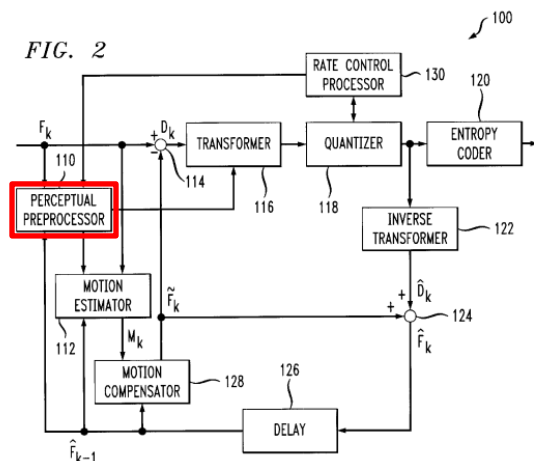 FIG. 2
100
RATE CONTROL
PROCESSOR
130
120
F_k
+
D_k
−
114
TRANSFORMER
116
QUANTIZER
118
ENTROPY
CODER
110
PERCEPTUAL
PREPROCESSOR
INVERSE
TRANSFORMER
122
MOTION
ESTIMATOR
112
F̃_k
+
D̂_k
+
124
F̂_k
M_k
MOTION
COMPENSATOR
128
126
DELAY
F̂_k−1